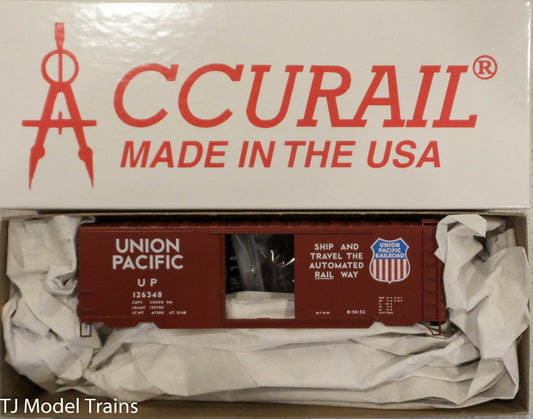 ACCURAIL®
MADE IN THE USA
UNION
PACIFIC
U P
126348
SHIP AND
TRAVEL THE
AUTOMATED
RAIL WAY
UNION
PACIFIC
RAILROAD
TJ Model Trains